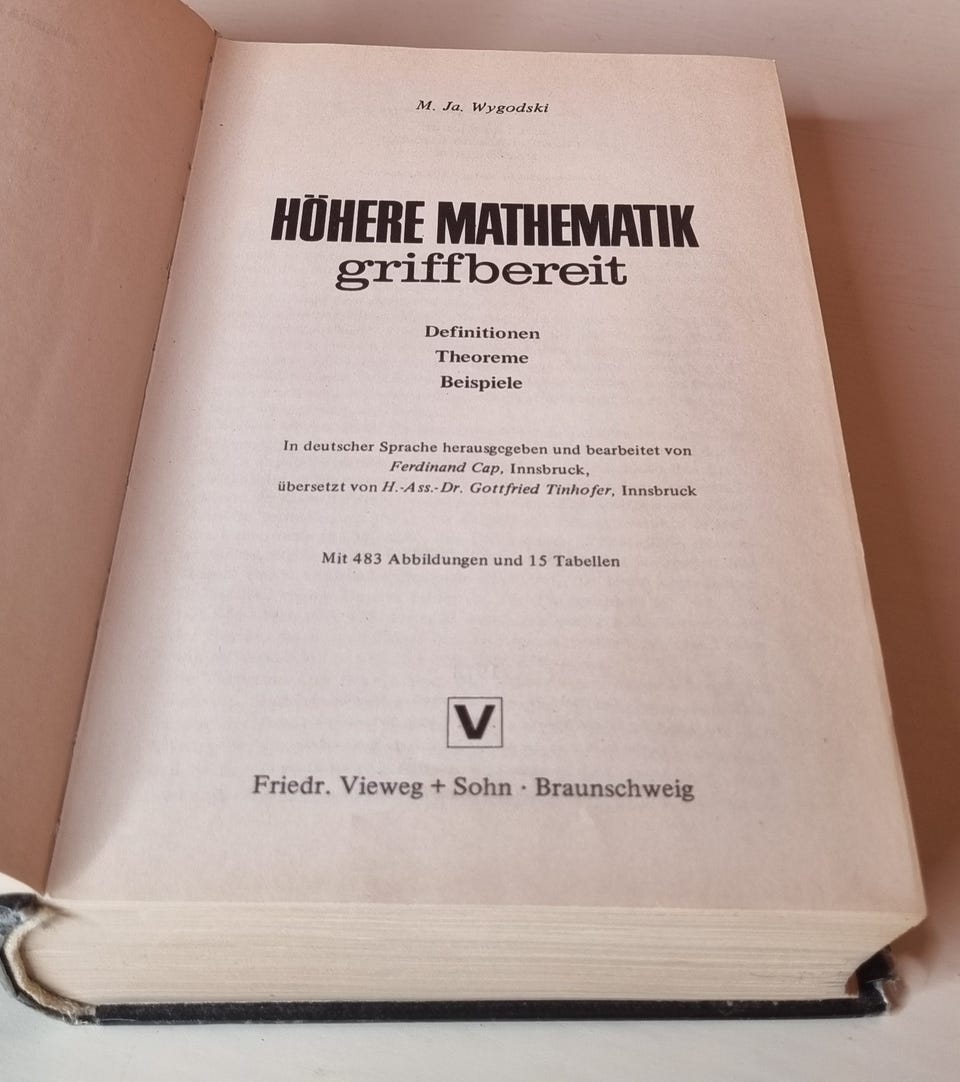 M. Ja. Wygodski
HÖHERE MATHEMATIK
griffbereit
Definitionen
Theoreme
Beispiele
In deutscher Sprache herausgegeben und bearbeitet von
Ferdinand Cap, Innsbruck,
übersetzt von H.-Ass.-Dr. Gottfried Tinhofer, Innsbruck
Mit 483 Abbildungen und 15 Tabellen
V
Friedr. Vieweg + Sohn · Braunschweig